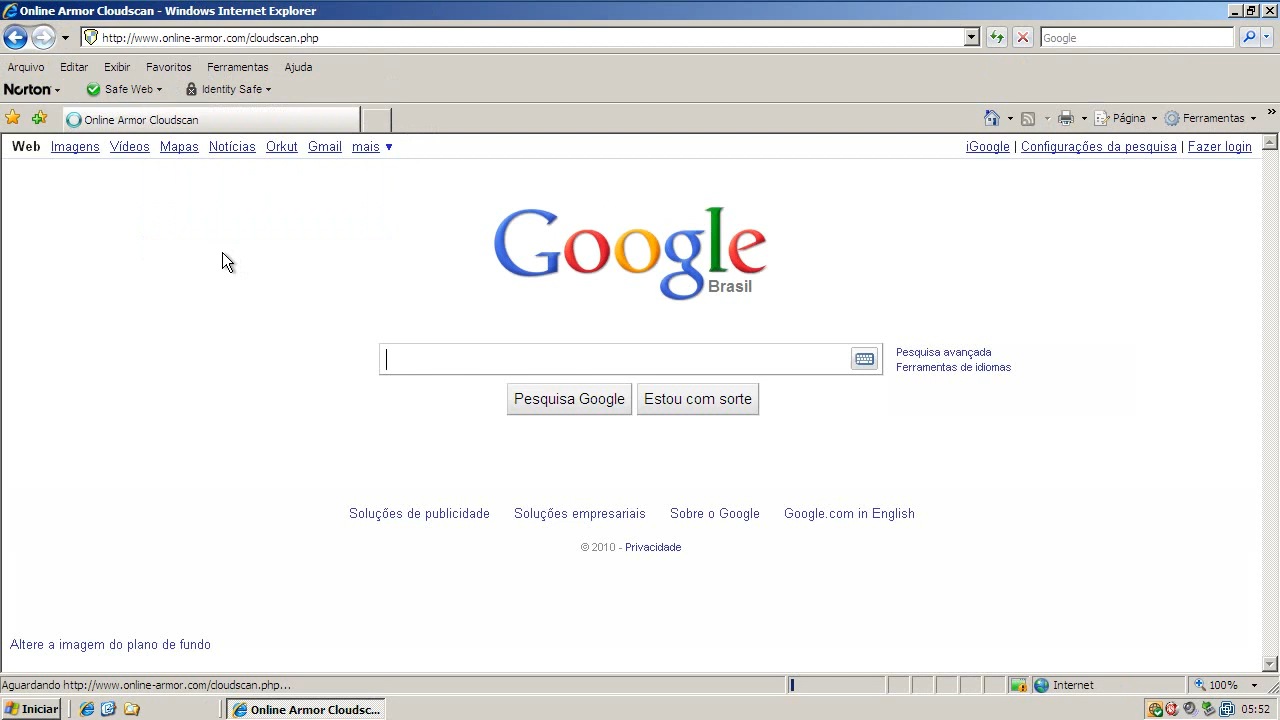 Online Armor Cloudscan - Windows Internet Explorer
http://www.online-armor.com/cloudscan.php
Google
Arquivo Editar Exibir Favoritos Ferramentas Ajuda
Norton Safe Web Identity Safe
Online Armor Cloudscan Página Ferramentas »
Web Imagens Vídeos Mapas Notícias Orkut Gmail mais ▼ iGoogle | Configurações da pesquisa | Fazer login
Google
Brasil
Pesquisa avançada
Ferramentas de idiomas
Pesquisa Google Estou com sorte
Soluções de publicidade Soluções empresariais Sobre o Google Google.com in English
© 2010 - Privacidade
Altere a imagem do plano de fundo
Aguardando http://www.online-armor.com/cloudscan.php... Internet 100%
Iniciar Online Armor Cloudsc... 05:52